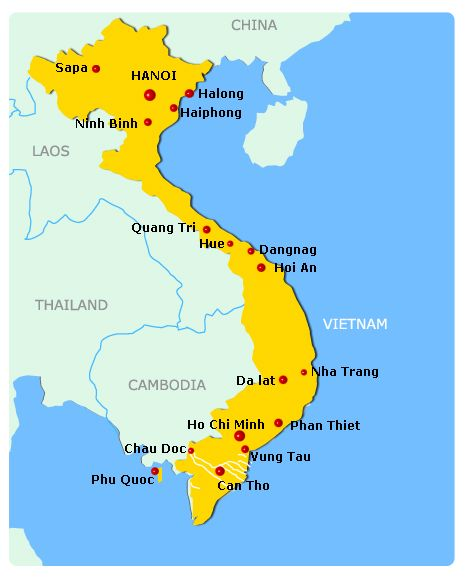 CHINA
Sapa
HANOI
Halong
Haiphong
Ninh Binh
LAOS
Quang Tri
Hue
Dangnag
Hoi An
THAILAND
VIETNAM
Nha Trang
Da lat
CAMBODIA
Ho Chi Minh
Phan Thiet
Chau Doc
Vung Tau
Phu Quoc
Can Tho